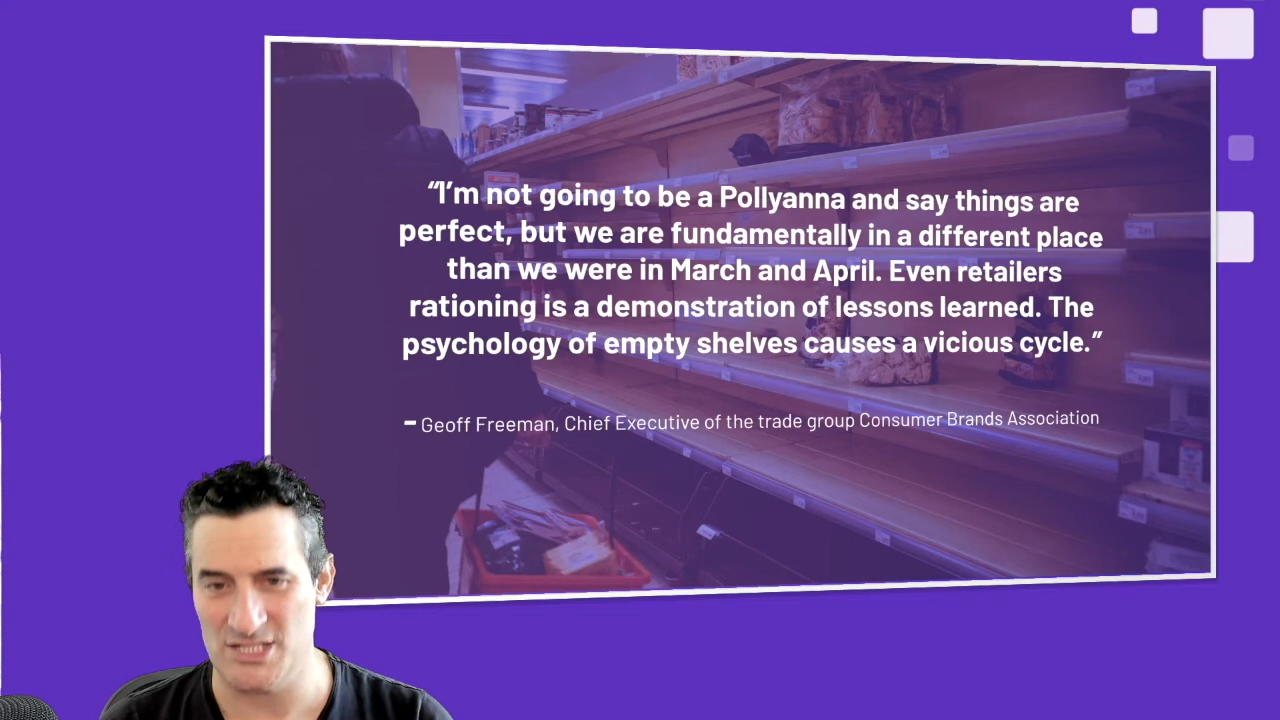 “I’m not going to be a Pollyanna and say things are
perfect, but we are fundamentally in a different place
than we were in March and April. Even retailers
rationing is a demonstration of lessons learned. The
psychology of empty shelves causes a vicious cycle.”
– Geoff Freeman, Chief Executive of the trade group Consumer Brands Association